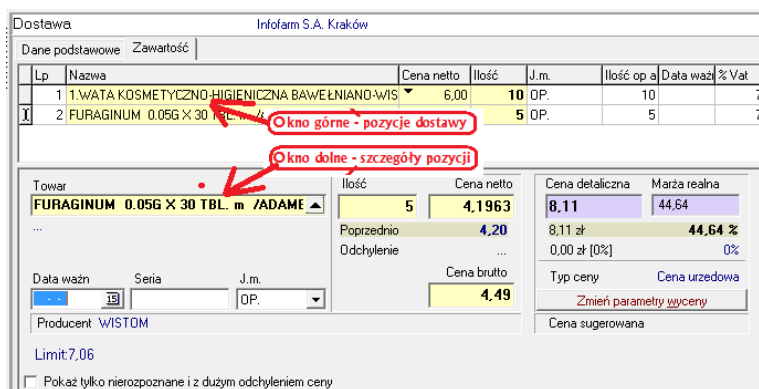 Dostawa Infofarm S.A. Kraków
Dane podstawowe Zawartość
Lp Nazwa Cena netto Ilość J.m. Ilość op a Data waż % Vat
1 1.WATA KOSMETYCZNO-HIGIENICZNA BAWEŁNIANO-WIS 6,00 10 OP. 10 7
2 FURAGINUM 0.05G X 30 TBL. m 5 OP. 5 7
Okno górne - pozycje dostawy
Okno dolne - szczegóły pozycji
Towar Ilość Cena netto Cena detaliczna Marża realna
FURAGINUM 0.05G X 30 TBL. m /ADAME 5 4,1963 8,11 44,64
... Poprzednio 4,20 8,11 zł 44,64 %
Odchylenie ... 0,00 zł [0%] 0%
Data ważn Seria J.m. Cena brutto Typ ceny Cena urzedowa
- - 15 OP. 4,49 Zmień parametry wyceny
Producent WISTOM Cena sugerowana
Limit:7,06
Pokaż tylko nierozpoznane i z dużym odchyleniem ceny